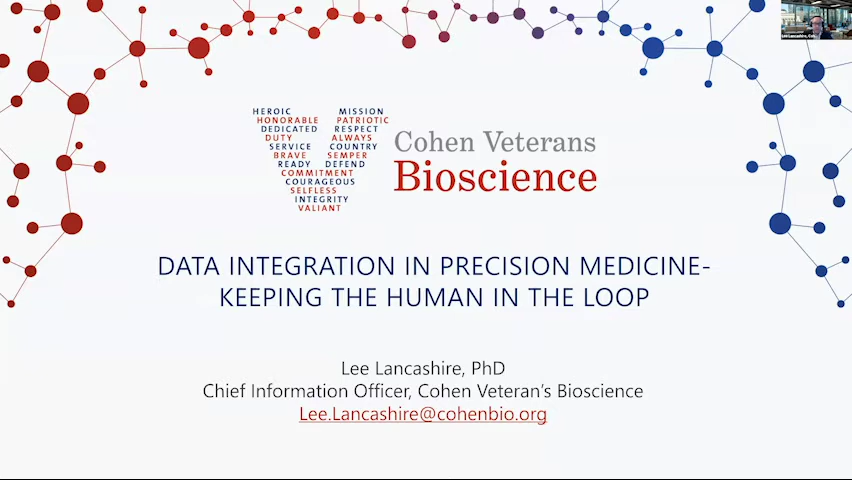 HEROIC MISSION
HONORABLE PATRIOTIC
DEDICATED RESPECT
DUTY ALWAYS
SERVICE COUNTRY
BRAVE SEMPER
READY DEFEND
COMMITMENT
COURAGEOUS
SELFLESS
INTEGRITY
VALIANT
Cohen Veterans
Bioscience
DATA INTEGRATION IN PRECISION MEDICINE-
KEEPING THE HUMAN IN THE LOOP
Lee Lancashire, PhD
Chief Information Officer, Cohen Veteran's Bioscience
Lee.Lancashire@cohenbio.org